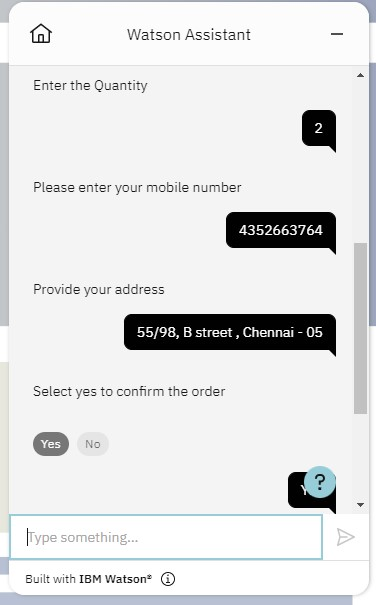 Watson Assistant
Enter the Quantity
2
Please enter your mobile number
4352663764
Provide your address
55/98, B street , Chennai - 05
Select yes to confirm the order
Yes No
?
Type something...
Built with IBM Watson®